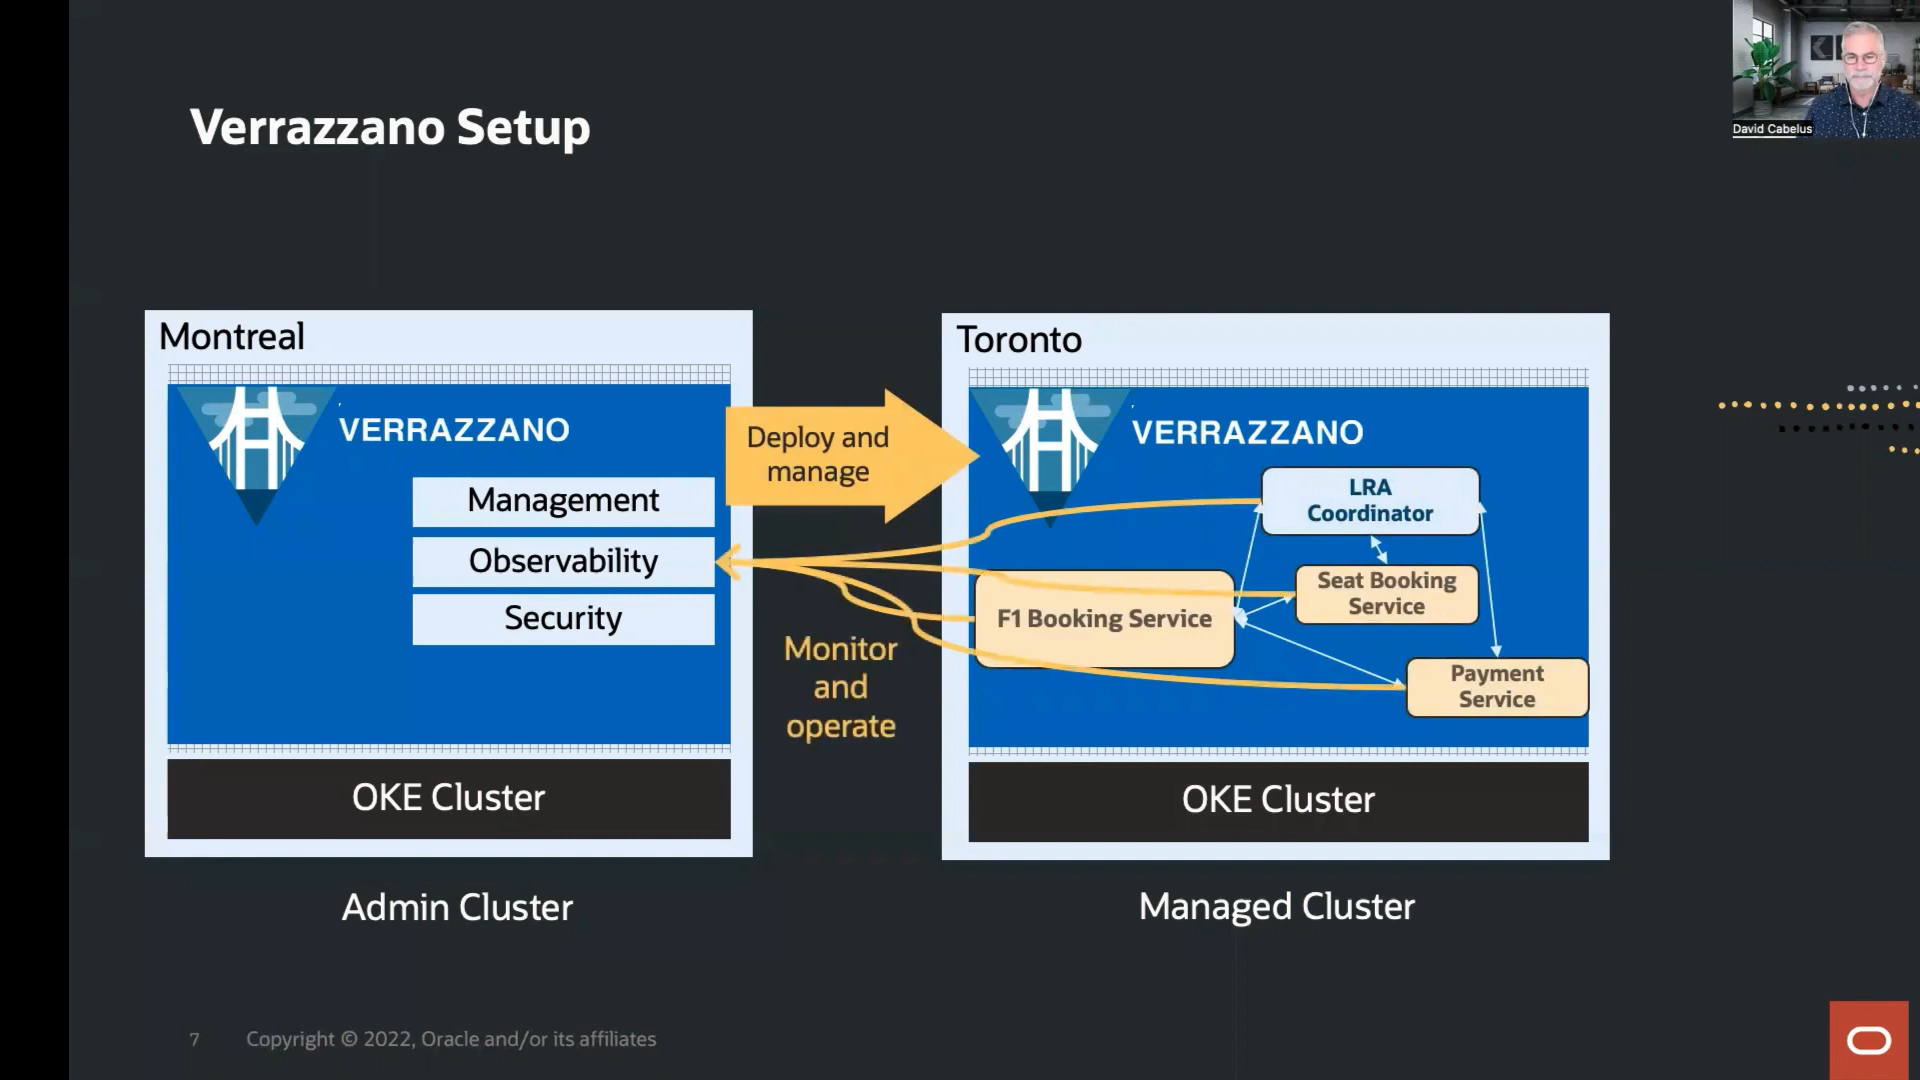 David Cabelus
Verrazzano Setup
Montreal
VERRAZZANO
Management
Observability
Security
OKE Cluster
Admin Cluster
Deploy and
manage
Monitor
and
operate
Toronto
VERRAZZANO
LRA
Coordinator
Seat Booking
Service
F1 Booking Service
Payment
Service
OKE Cluster
Managed Cluster
7 Copyright © 2022, Oracle and/or its affiliates